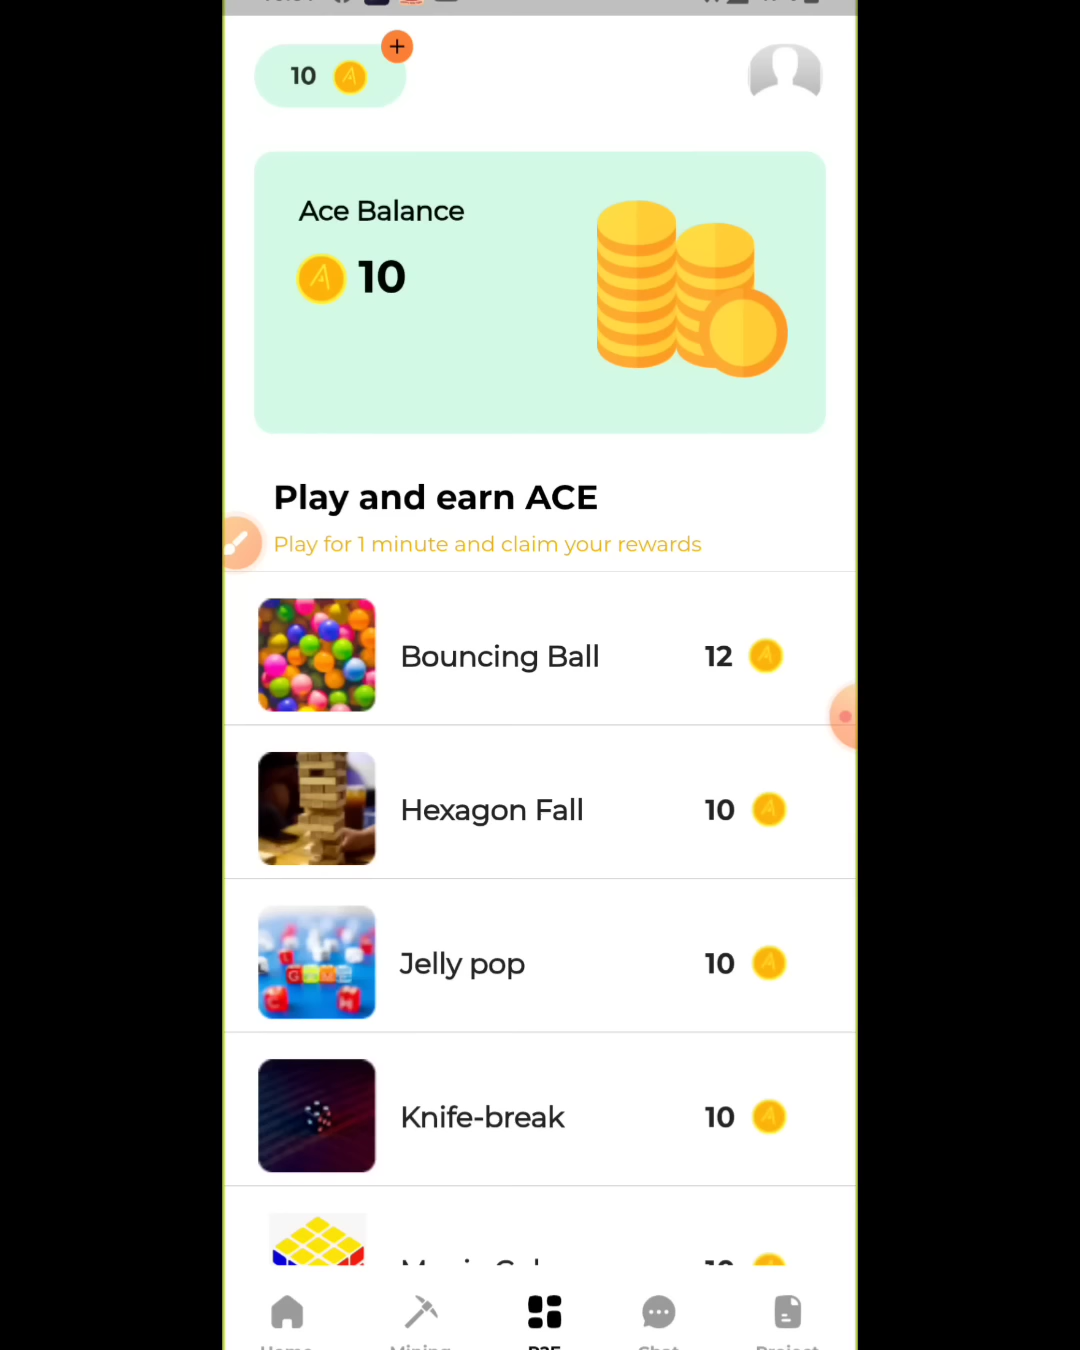 10
Ace Balance
10
Play and earn ACE
Play for 1 minute and claim your rewards
Bouncing Ball 12
Hexagon Fall 10
Jelly pop 10
GAME
Knife-break 10